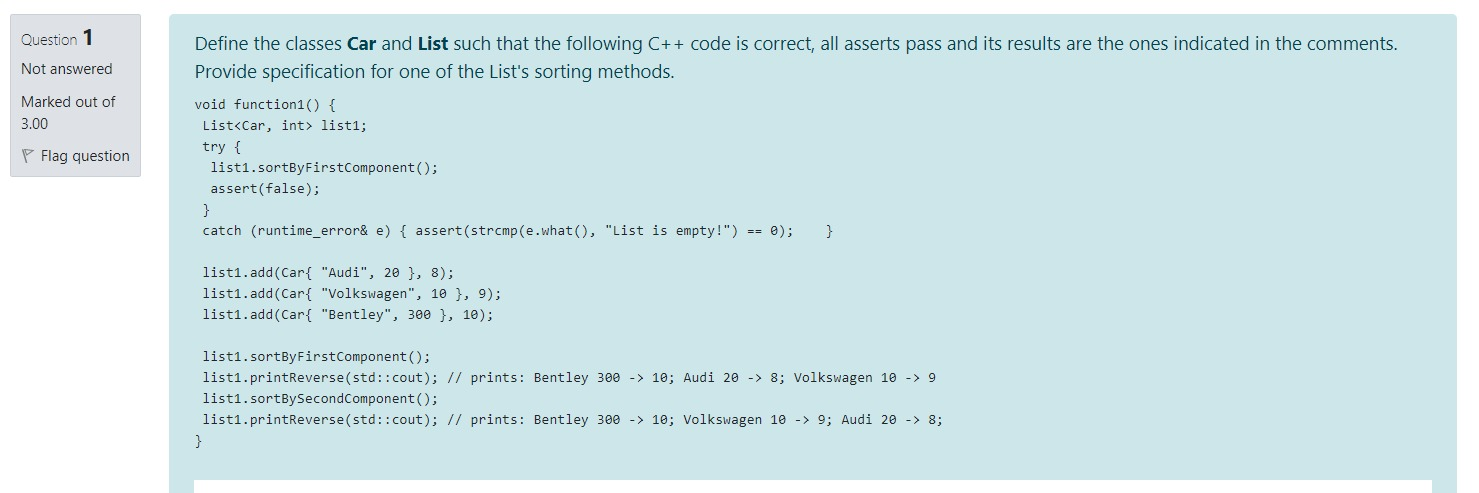 Question 1
Not answered
Marked out of
3.00
Flag question
Define the classes Car and List such that the following C++ code is correct, all asserts pass and its results are the ones indicated in the comments.
Provide specification for one of the List's sorting methods.
void function1() {
 List<Car, int> list1;
 try {
  list1.sortByFirstComponent();
  assert(false);
 }
 catch (runtime_error& e) { assert(strcmp(e.what(), "List is empty!") == 0);    }
 list1.add(Car{ "Audi", 20 }, 8);
 list1.add(Car{ "Volkswagen", 10 }, 9);
 list1.add(Car{ "Bentley", 300 }, 10);
 list1.sortByFirstComponent();
 list1.printReverse(std::cout); // prints: Bentley 300 -> 10; Audi 20 -> 8; Volkswagen 10 -> 9
 list1.sortBySecondComponent();
 list1.printReverse(std::cout); // prints: Bentley 300 -> 10; Volkswagen 10 -> 9; Audi 20 -> 8;
}